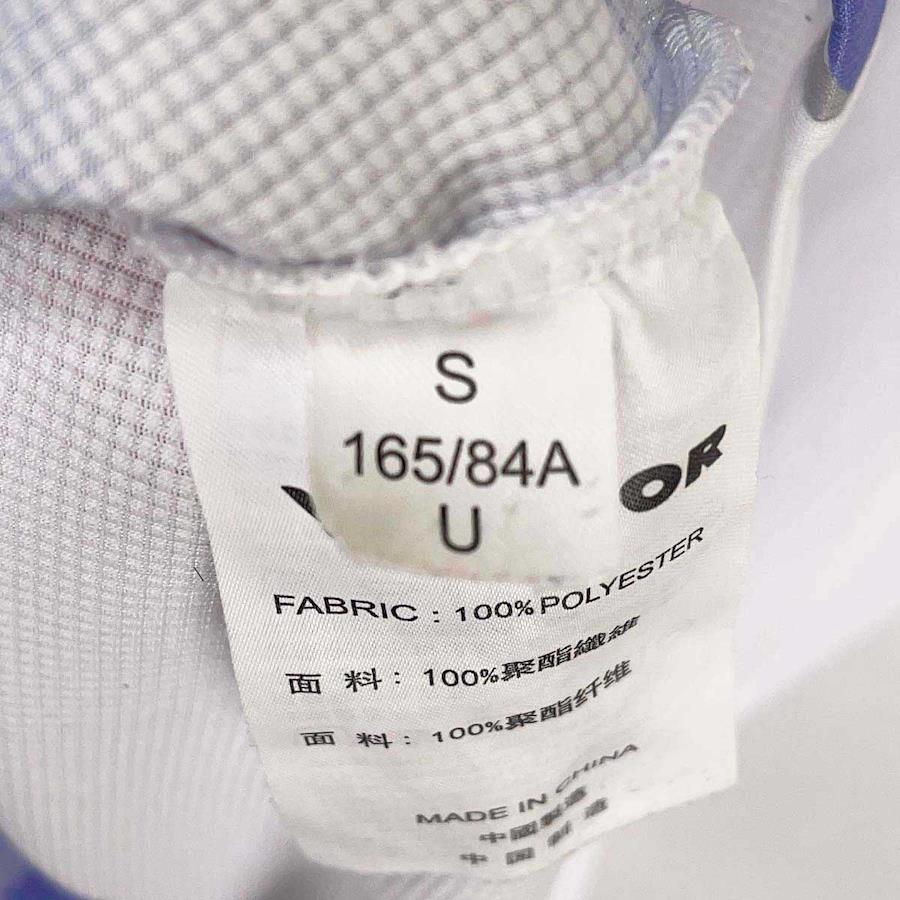 S
165/84A
U
OR
FABRIC : 100% POLYESTER
面 料 : 100%聚酯纖維
面 料 : 100%聚酯纤维
MADE IN CHINA
中國製造
中国制造